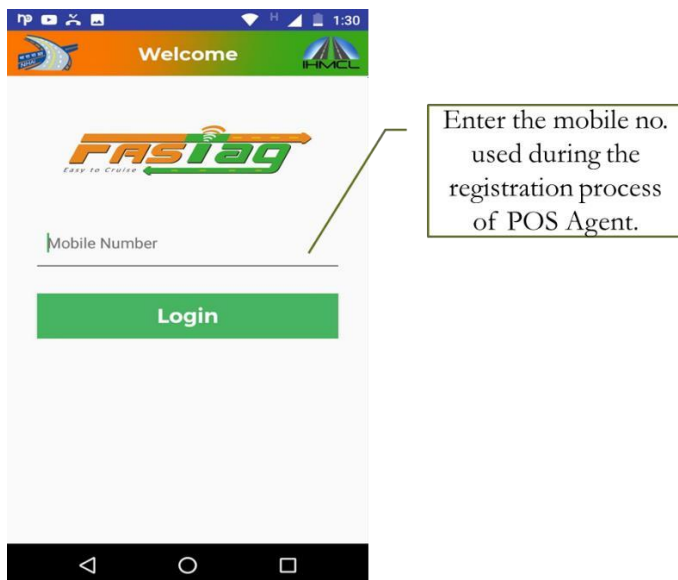 H 1:30
Welcome
NHAI
IHMCL
FASTag
Easy to Cruise
Mobile Number
Login
Enter the mobile no.
used during the
registration process
of POS Agent.